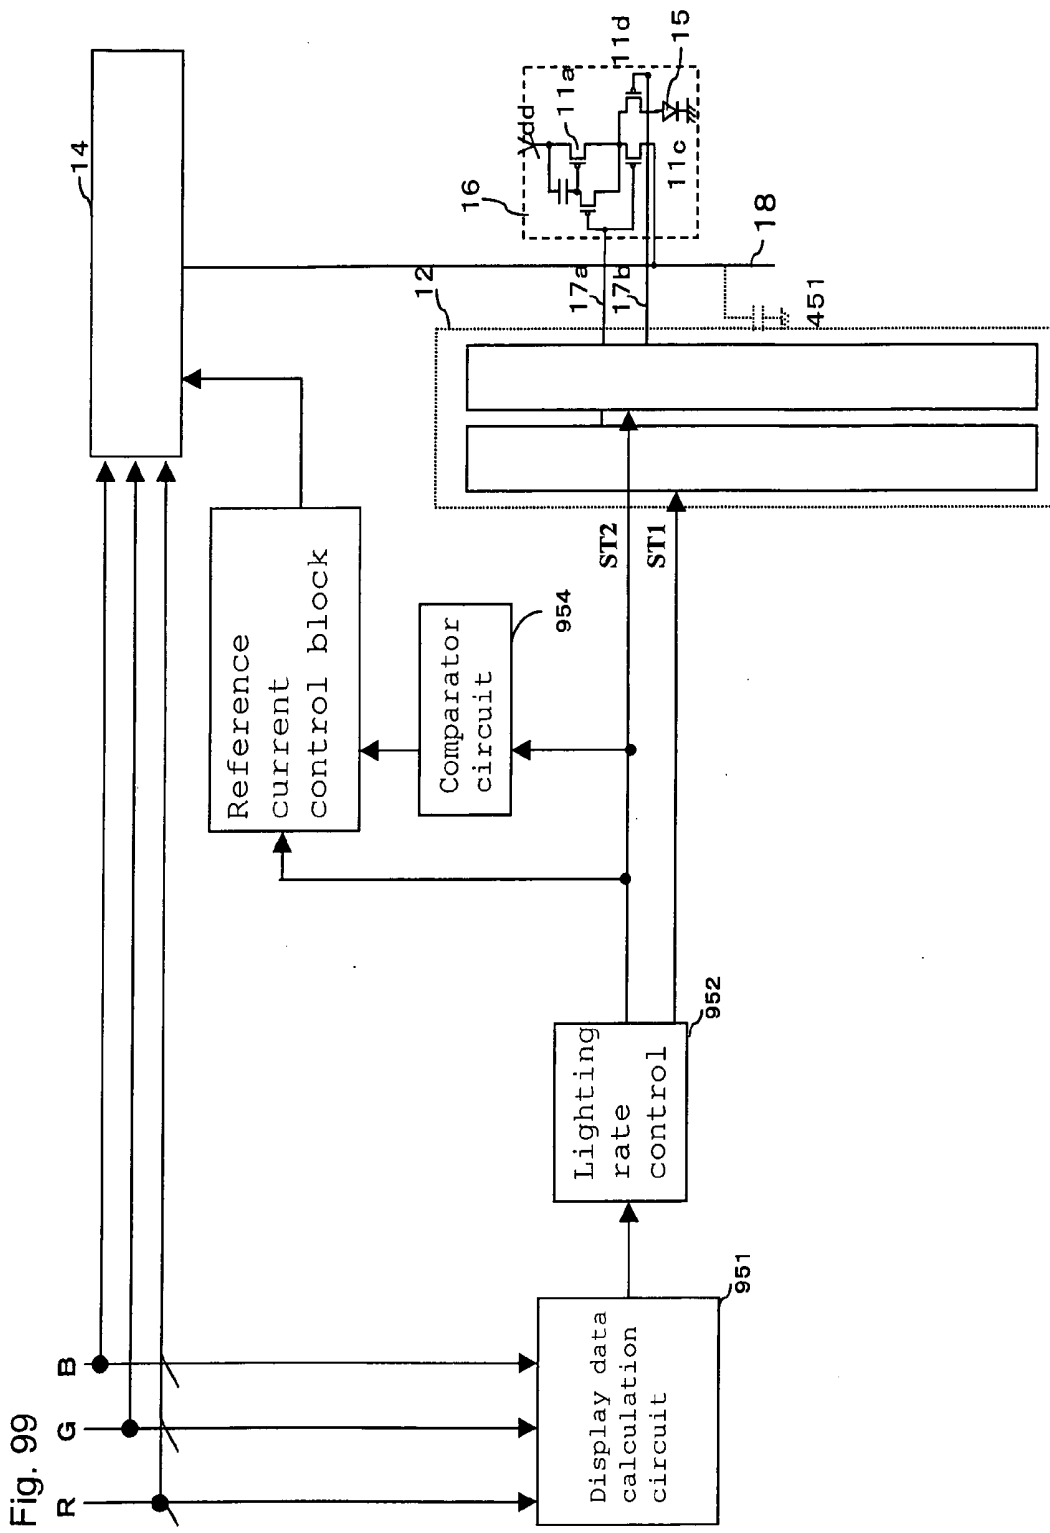 Fig. 99
R
G
B
Display data
calculation
circuit
951
Lighting
rate
control
952
Reference
current
control block
Comparator
circuit
954
ST2
ST1
14
12
16
Vdd
11a
11d
15
11c
17a
17b
18
451